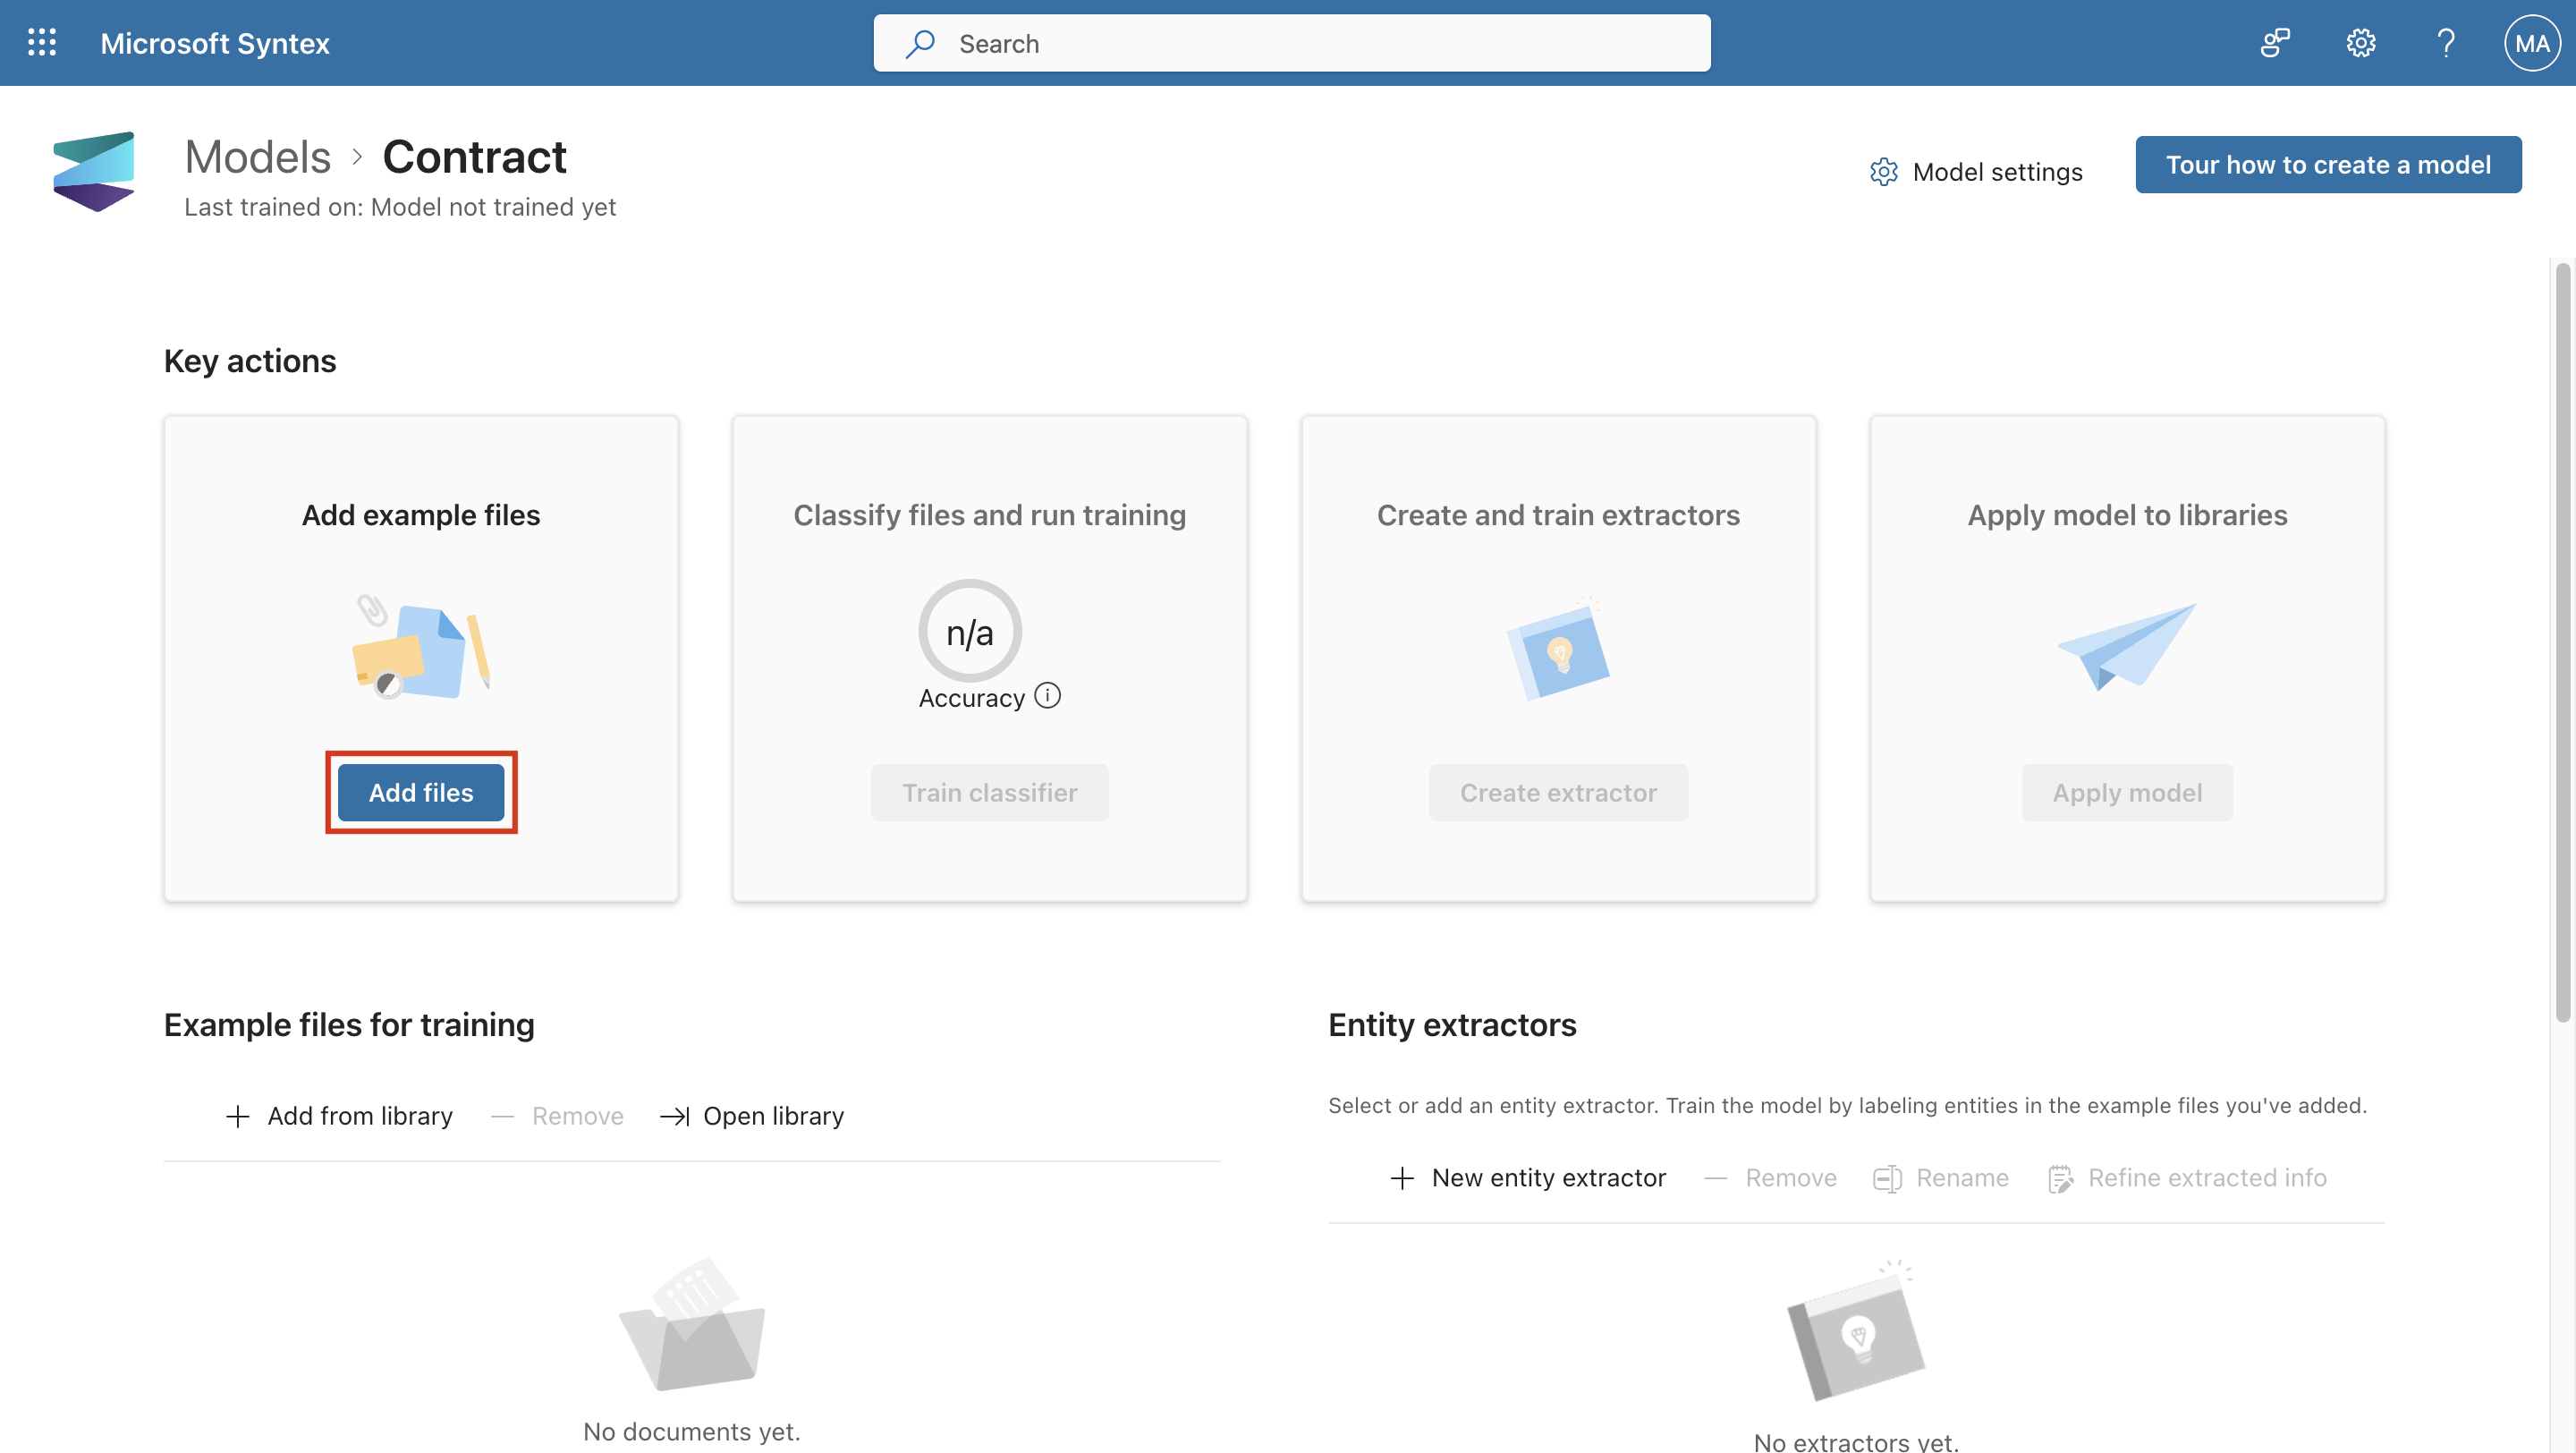 Microsoft Syntex
Search
MA
Models > Contract
Last trained on: Model not trained yet
Model settings
Tour how to create a model
Key actions
Add example files
Add files
Classify files and run training
n/a
Accuracy
Train classifier
Create and train extractors
Create extractor
Apply model to libraries
Apply model
Example files for training
Add from library
Remove
Open library
No documents yet.
Entity extractors
Select or add an entity extractor. Train the model by labeling entities in the example files you've added.
New entity extractor
Remove
Rename
Refine extracted info
No extractors yet.